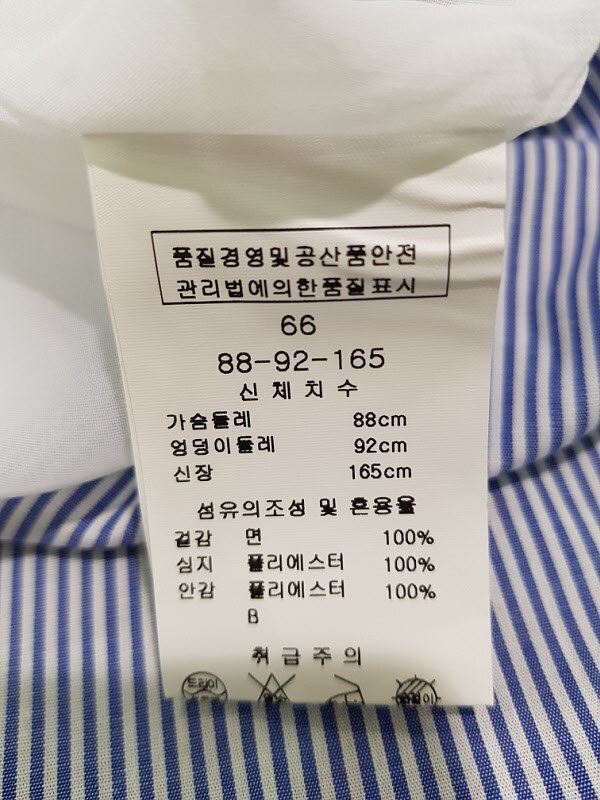 품질경영및공산품안전
관리법에의한품질표시
66
88-92-165
신체치수
가슴둘레 88cm
엉덩이둘레 92cm
신장 165cm
섬유의조성 및 혼용율
겉감 면 100%
심지 폴리에스터 100%
안감 폴리에스터 100%
B
취급주의
드라이